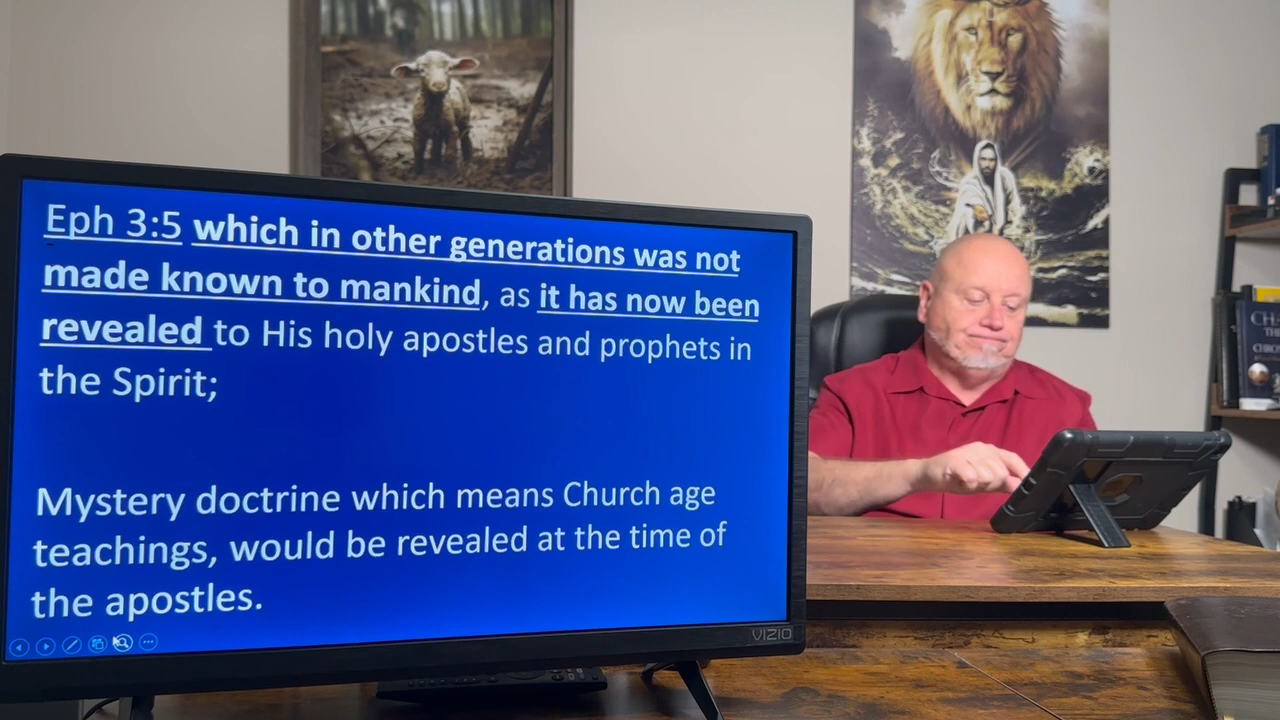 Eph 3:5 which in other generations was not
made known to mankind, as it has now been
revealed to His holy apostles and prophets in
the Spirit;
Mystery doctrine which means Church age
teachings, would be revealed at the time of
the apostles.
VIZIO